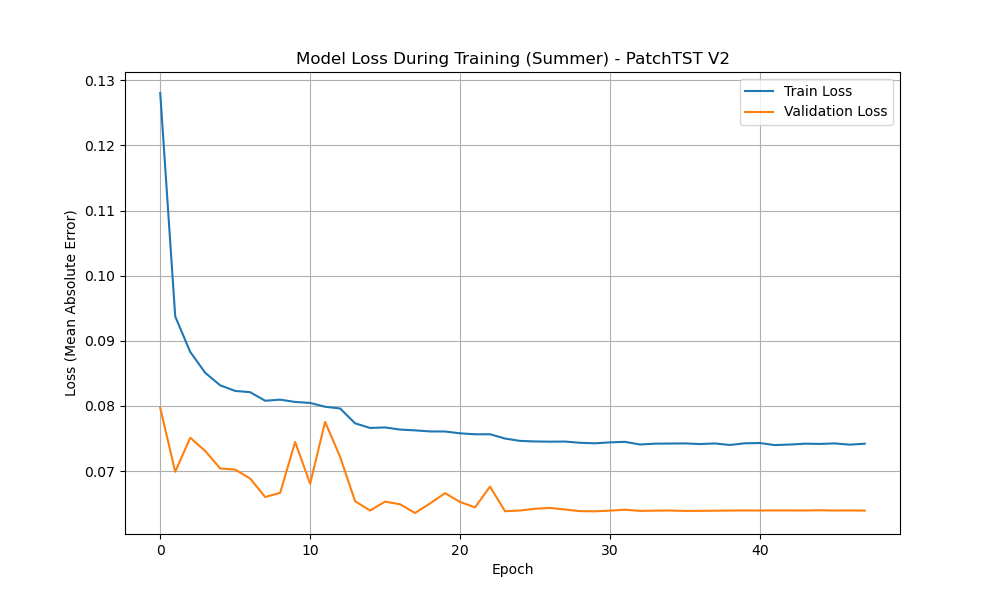 Model Loss During Training (Summer) - PatchTST V2
Train Loss
Validation Loss
Loss (Mean Absolute Error)
0.13
0.12
0.11
0.10
0.09
0.08
0.07
0 10 20 30 40
Epoch